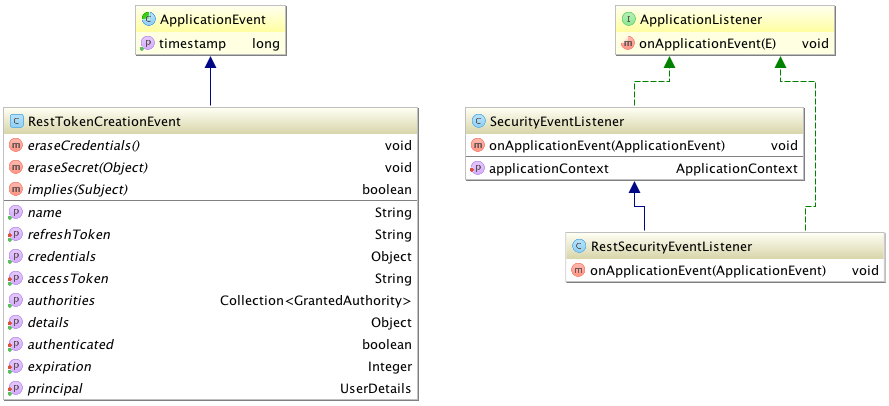 ApplicationEvent
timestamp long
RestTokenCreationEvent
eraseCredentials() void
eraseSecret(Object) void
implies(Subject) boolean
name String
refreshToken String
credentials Object
accessToken String
authorities Collection<GrantedAuthority>
details Object
authenticated boolean
expiration Integer
principal UserDetails
ApplicationListener
onApplicationEvent(E) void
SecurityEventListener
onApplicationEvent(ApplicationEvent) void
applicationContext ApplicationContext
RestSecurityEventListener
onApplicationEvent(ApplicationEvent) void